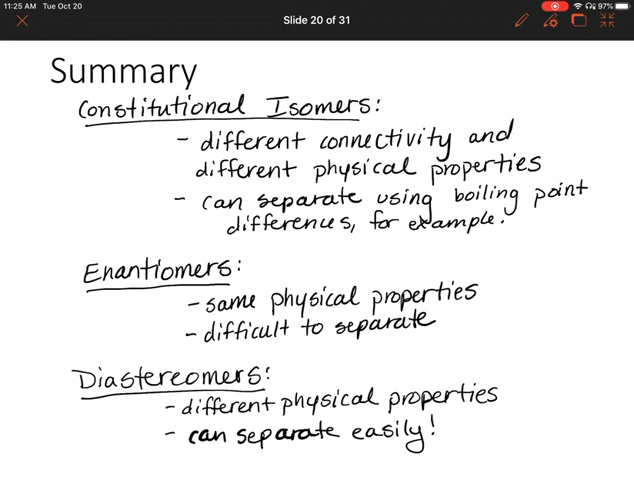 11:25 AM Tue Oct 20
97%
Slide 20 of 31
Summary
Constitutional Isomers:
- different connectivity and
different physical properties
- can separate using boiling point
differences, for example.
Enantiomers:
- same physical properties
- difficult to separate
Diastereomers:
- different physical properties
- can separate easily!